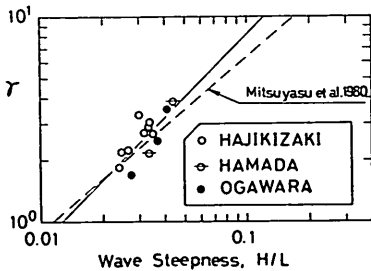 10¹
γ
10⁰
Mitsuyasu et al. 1980
○ HAJIKIZAKI
⊖ HAMADA
● OGAWARA
0.01 0.1
Wave Steepness, H/L